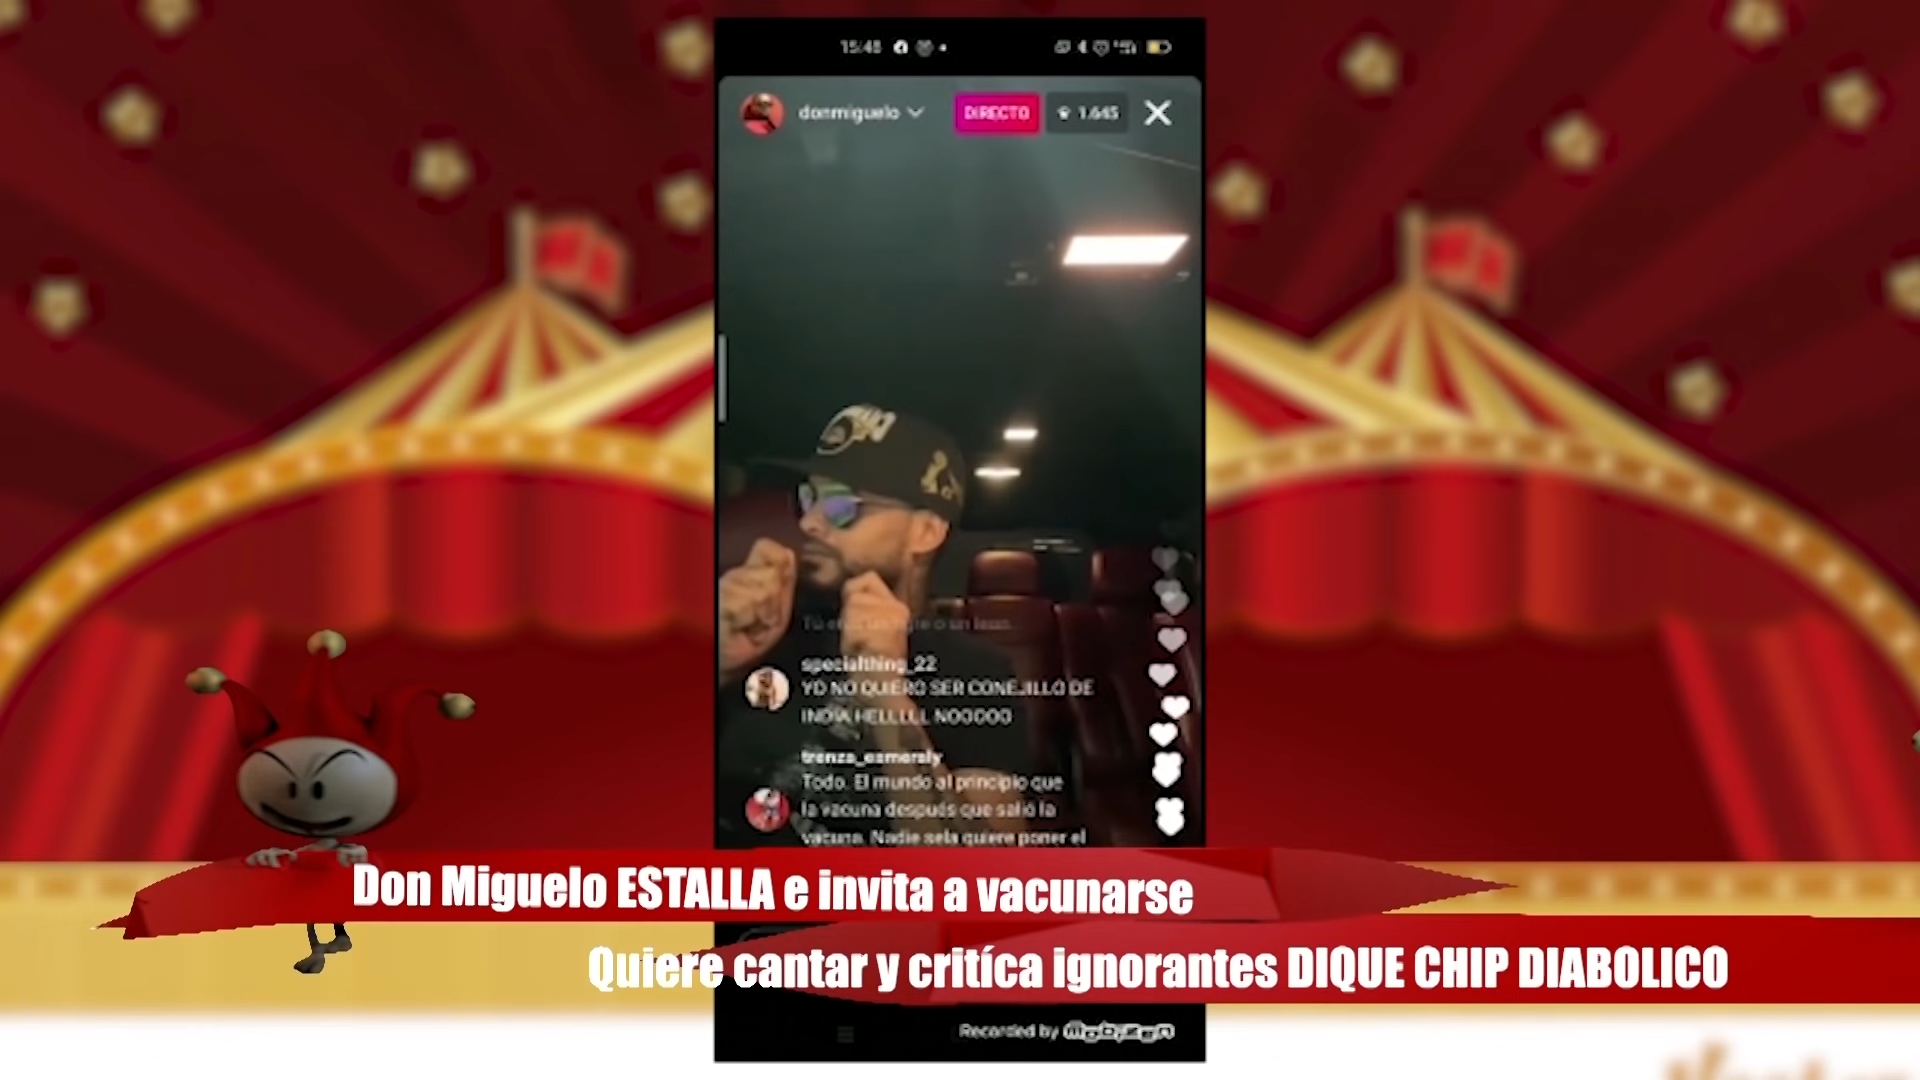 15:48
donmiguelo
DIRECTO
1.645
specialthing_22
YO NO QUIERO SER CONEJILLO DE
INDIA HELLLLL NOOOOO
trenza_esmeraly
Todo. El mundo al principio que
la vacuna después que salió la
vacuna. Nadie sela quiere poner el
Don Miguelo ESTALLA e invita a vacunarse
Quiere cantar y critíca ignorantes DIQUE CHIP DIABOLICO
Recorded by